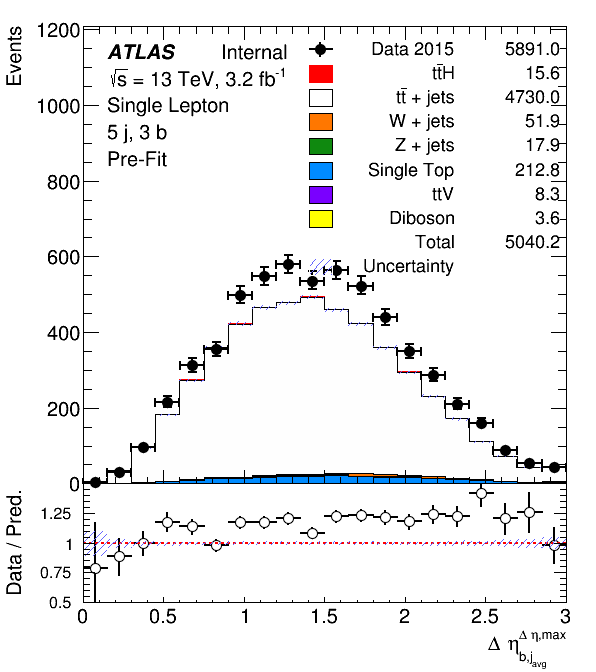 Events
1200
1000
800
600
400
200
0
ATLAS Internal
√s = 13 TeV, 3.2 fb⁻¹
Single Lepton
5 j, 3 b
Pre-Fit
Data 2015 5891.0
tt̄H 15.6
tt̄ + jets 4730.0
W + jets 51.9
Z + jets 17.9
Single Top 212.8
ttV 8.3
Diboson 3.6
Total 5040.2
Uncertainty
Data / Pred.
1.25
1
0.75
0.5
0 0.5 1 1.5 2 2.5 3
Δ η b,j avg Δ η,max